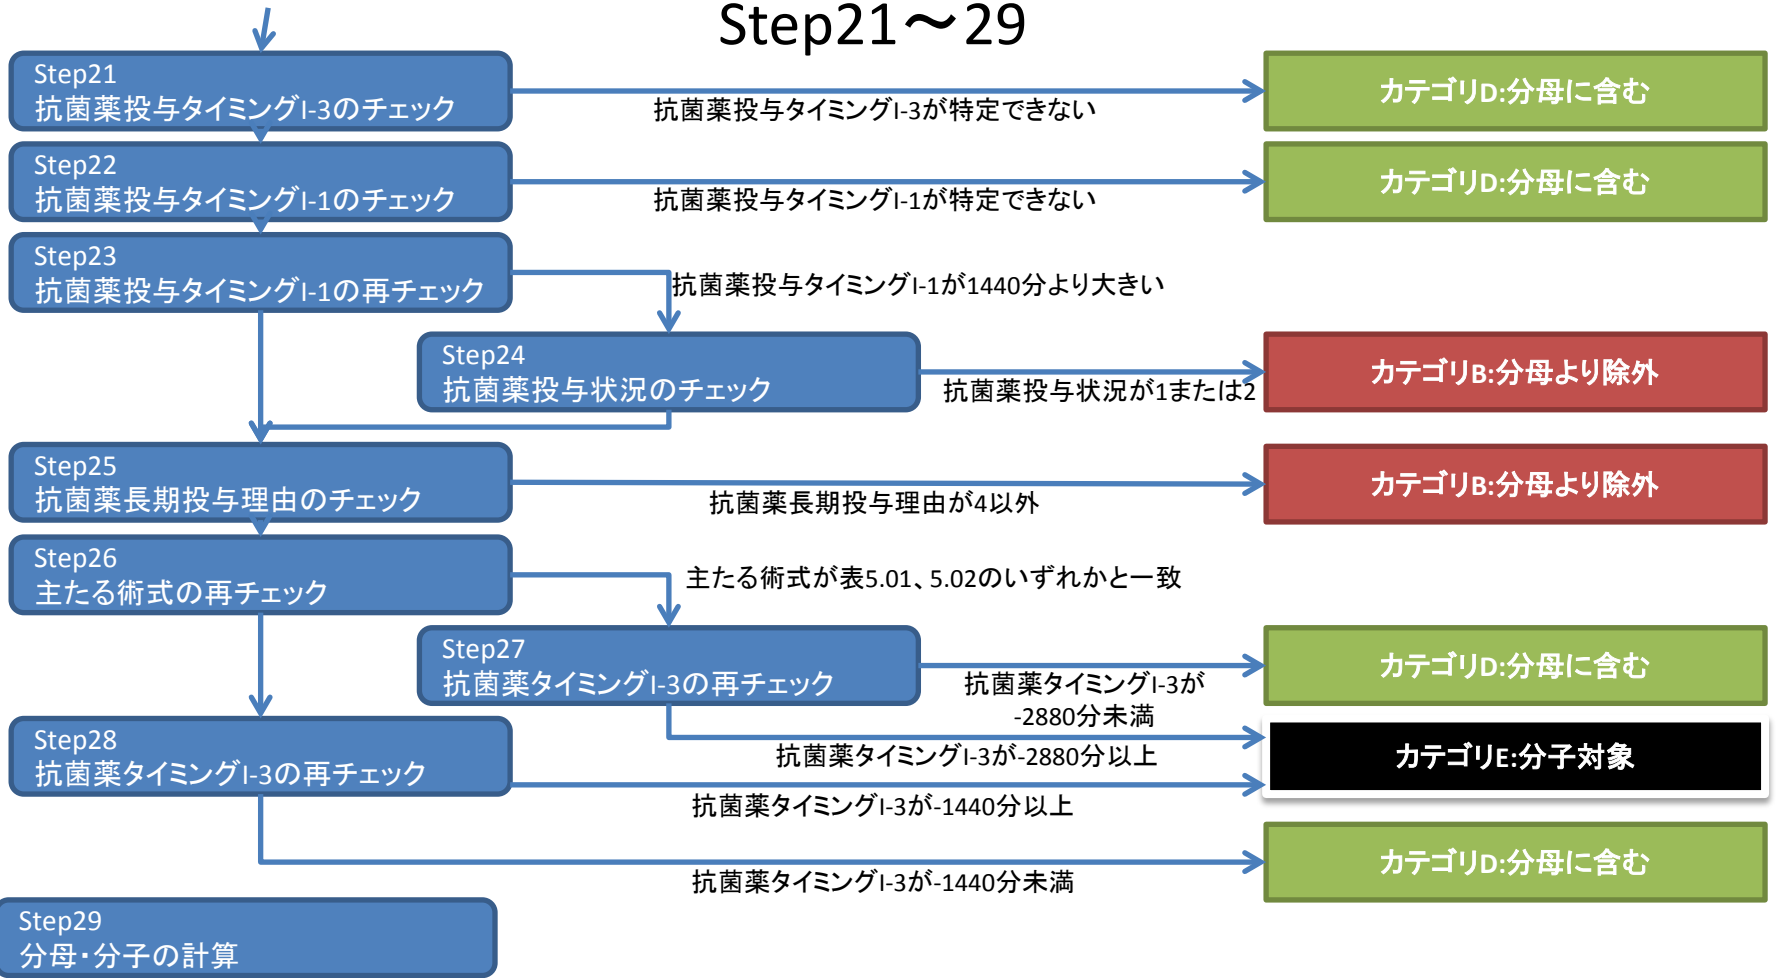 Step21～29
Step21
抗菌薬投与タイミングI-3のチェック
抗菌薬投与タイミングI-3が特定できない
カテゴリD:分母に含む
Step22
抗菌薬投与タイミングI-1のチェック
抗菌薬投与タイミングI-1が特定できない
カテゴリD:分母に含む
Step23
抗菌薬投与タイミングI-1の再チェック
抗菌薬投与タイミングI-1が1440分より大きい
Step24
抗菌薬投与状況のチェック
抗菌薬投与状況が1または2
カテゴリB:分母より除外
Step25
抗菌薬長期投与理由のチェック
抗菌薬長期投与理由が4以外
カテゴリB:分母より除外
Step26
主たる術式の再チェック
主たる術式が表5.01、5.02のいずれかと一致
Step27
抗菌薬タイミングI-3の再チェック
抗菌薬タイミングI-3が
-2880分未満
カテゴリD:分母に含む
抗菌薬タイミングI-3が-2880分以上
カテゴリE:分子対象
Step28
抗菌薬タイミングI-3の再チェック
抗菌薬タイミングI-3が-1440分以上
抗菌薬タイミングI-3が-1440分未満
カテゴリD:分母に含む
Step29
分母・分子の計算